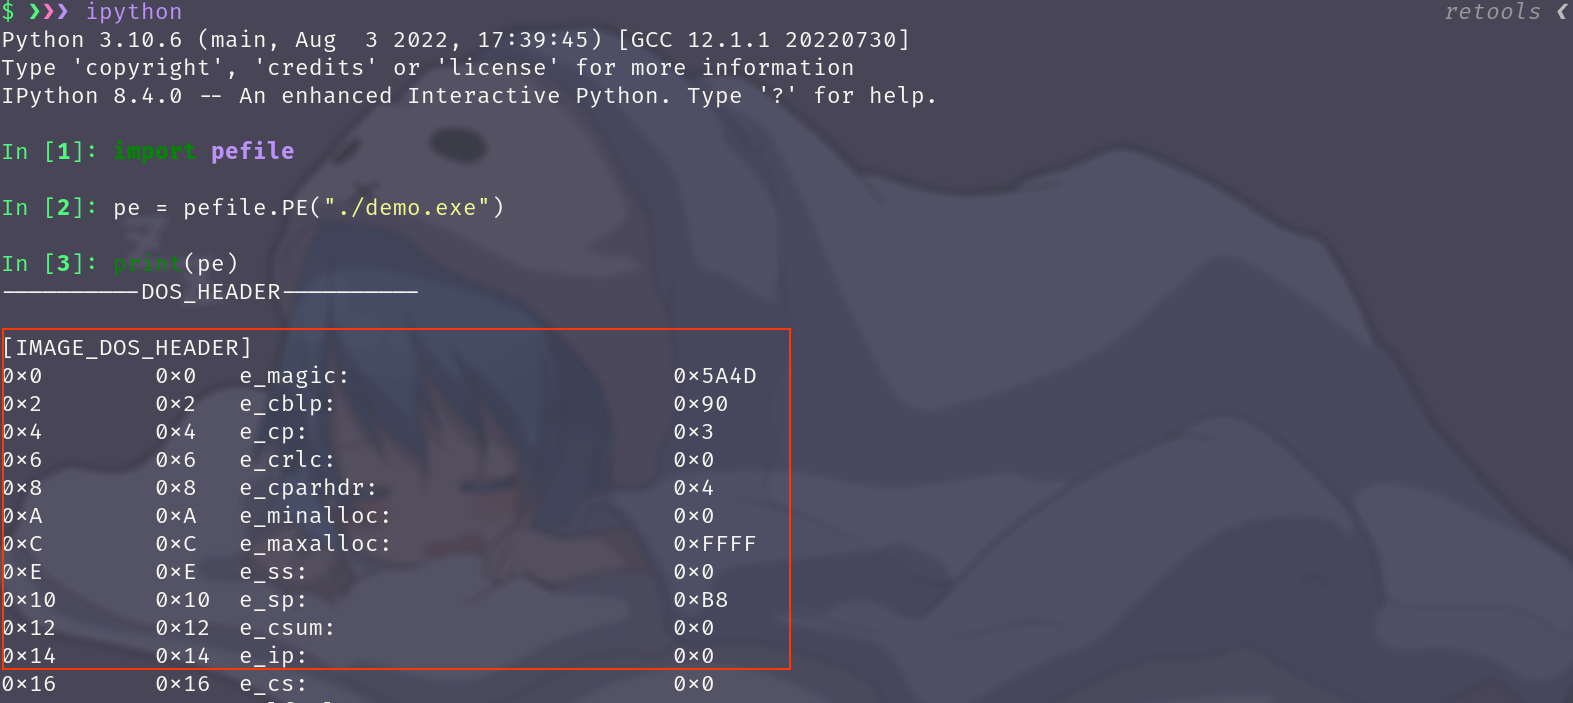 $ ❯❯❯ ipython retools ❮
Python 3.10.6 (main, Aug  3 2022, 17:39:45) [GCC 12.1.1 20220730]
Type 'copyright', 'credits' or 'license' for more information
IPython 8.4.0 -- An enhanced Interactive Python. Type '?' for help.
In [1]: import pefile
In [2]: pe = pefile.PE("./demo.exe")
In [3]: print(pe)
----------DOS_HEADER----------
[IMAGE_DOS_HEADER]
0x0        0x0   e_magic:                       0x5A4D
0x2        0x2   e_cblp:                        0x90
0x4        0x4   e_cp:                          0x3
0x6        0x6   e_crlc:                        0x0
0x8        0x8   e_cparhdr:                     0x4
0xA        0xA   e_minalloc:                    0x0
0xC        0xC   e_maxalloc:                    0xFFFF
0xE        0xE   e_ss:                          0x0
0x10       0x10  e_sp:                          0xB8
0x12       0x12  e_csum:                        0x0
0x14       0x14  e_ip:                          0x0
0x16       0x16  e_cs:                          0x0